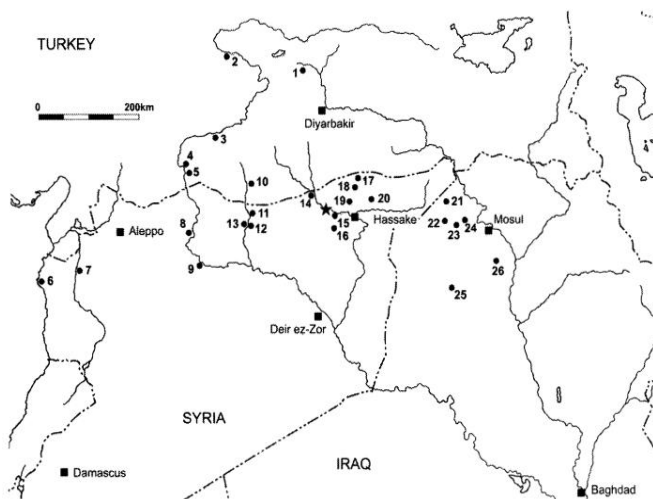 TURKEY
2
1
0 200km
Diyarbakir
3
4
5
10
17
18
14
19
20
21
11
13
12
15
16
Hassake
22
23
24
Mosul
8
Aleppo
9
6
7
25
26
Deir ez-Zor
SYRIA
IRAQ
Damascus
Baghdad